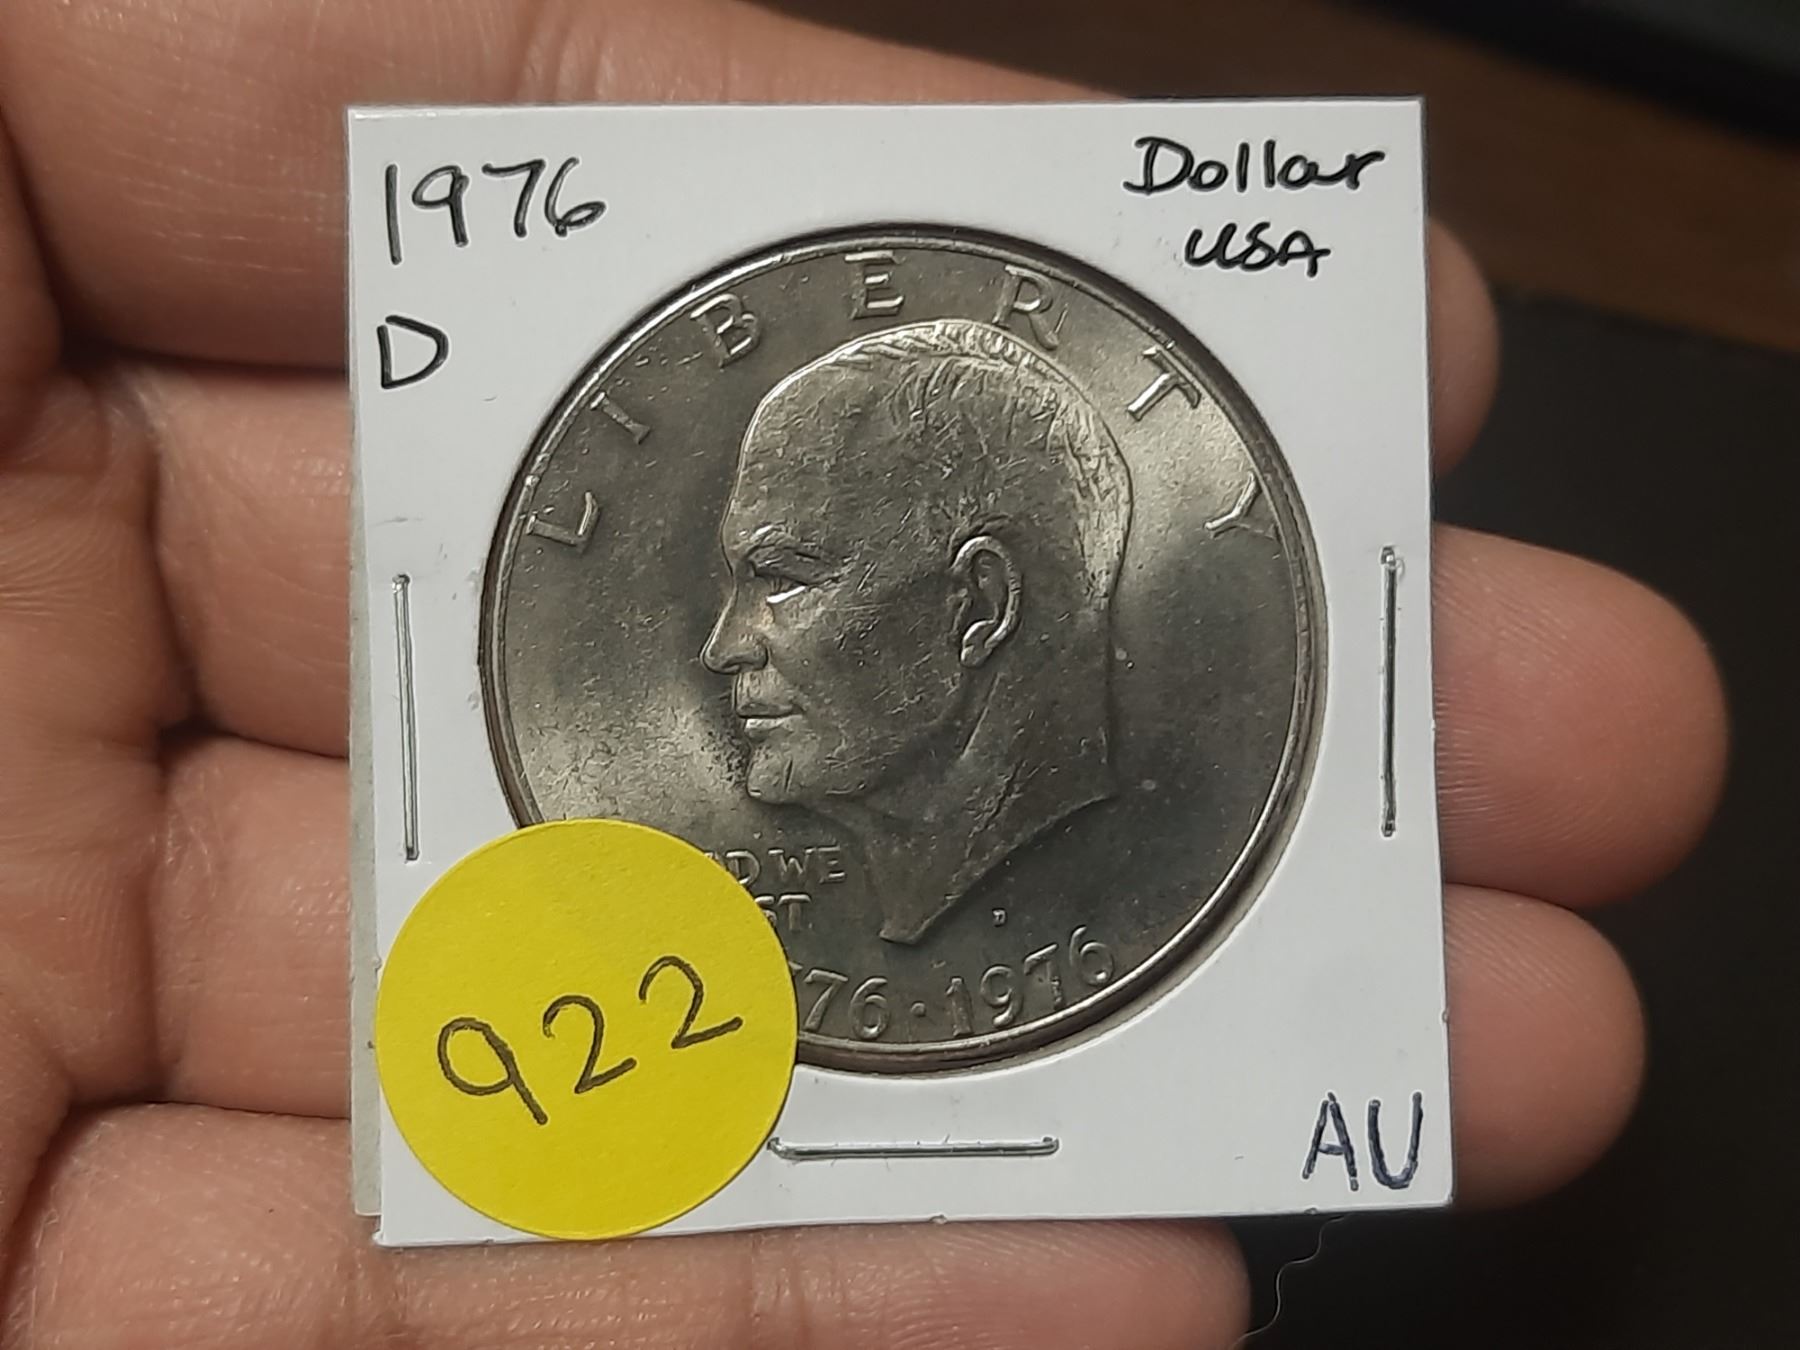 1976
D
Dollar
USA
LIBERTY
D WE
ST
D
76 · 1976
922
AU